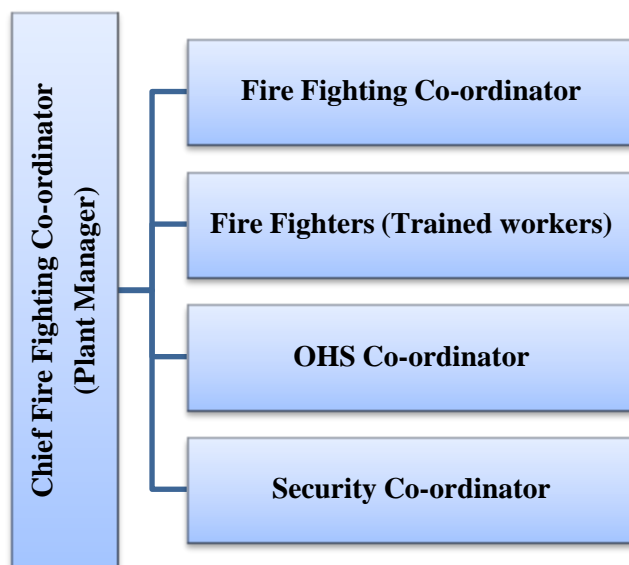 Chief Fire Fighting Co-ordinator
(Plant Manager)
Fire Fighting Co-ordinator
Fire Fighters (Trained workers)
OHS Co-ordinator
Security Co-ordinator